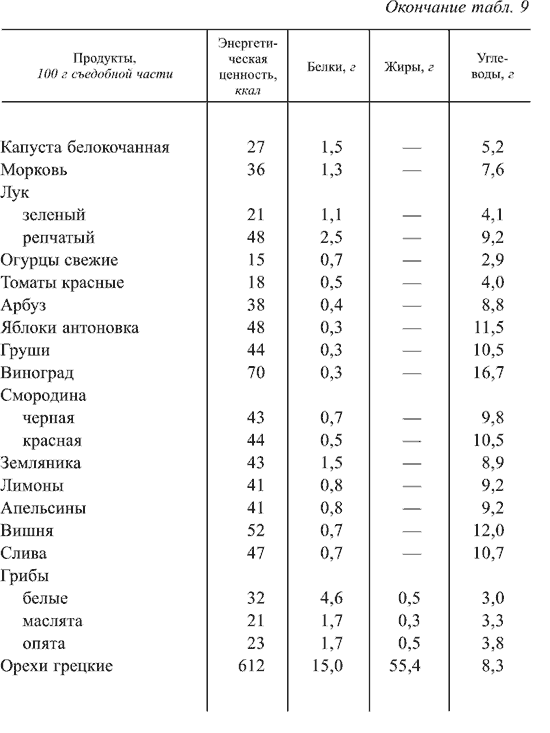 Окончание табл. 9
Продукты, 100 г съедобной части | Энергети-ческая ценность, ккал | Белки, г | Жиры, г | Угле-воды, г
Капуста белокочанная 27 1,5 — 5,2
Морковь 36 1,3 — 7,6
Лук
зеленый 21 1,1 — 4,1
репчатый 48 2,5 — 9,2
Огурцы свежие 15 0,7 — 2,9
Томаты красные 18 0,5 — 4,0
Арбуз 38 0,4 — 8,8
Яблоки антоновка 48 0,3 — 11,5
Груши 44 0,3 — 10,5
Виноград 70 0,3 — 16,7
Смородина
черная 43 0,7 — 9,8
красная 44 0,5 — 10,5
Земляника 43 1,5 — 8,9
Лимоны 41 0,8 — 9,2
Апельсины 41 0,8 — 9,2
Вишня 52 0,7 — 12,0
Слива 47 0,7 — 10,7
Грибы
белые 32 4,6 0,5 3,0
маслята 21 1,7 0,3 3,3
опята 23 1,7 0,5 3,8
Орехи грецкие 612 15,0 55,4 8,3